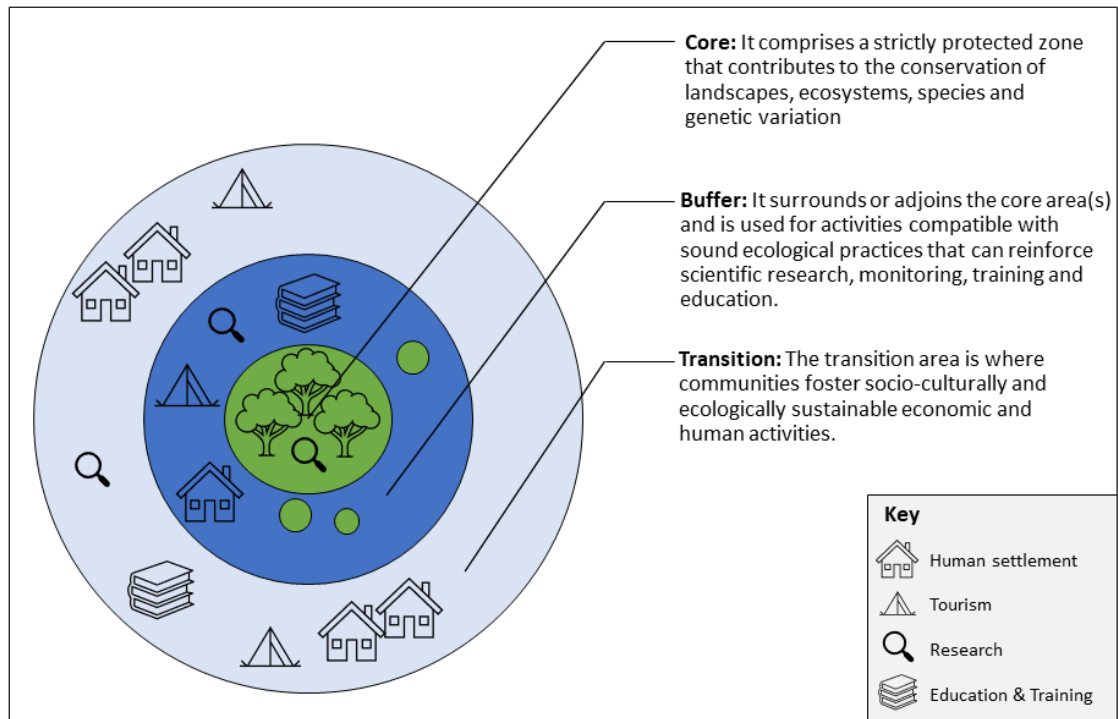 Core: It comprises a strictly protected zone
that contributes to the conservation of
landscapes, ecosystems, species and
genetic variation
Buffer: It surrounds or adjoins the core area(s)
and is used for activities compatible with
sound ecological practices that can reinforce
scientific research, monitoring, training and
education.
Transition: The transition area is where
communities foster socio-culturally and
ecologically sustainable economic and
human activities.
Key
Human settlement
Tourism
Research
Education & Training